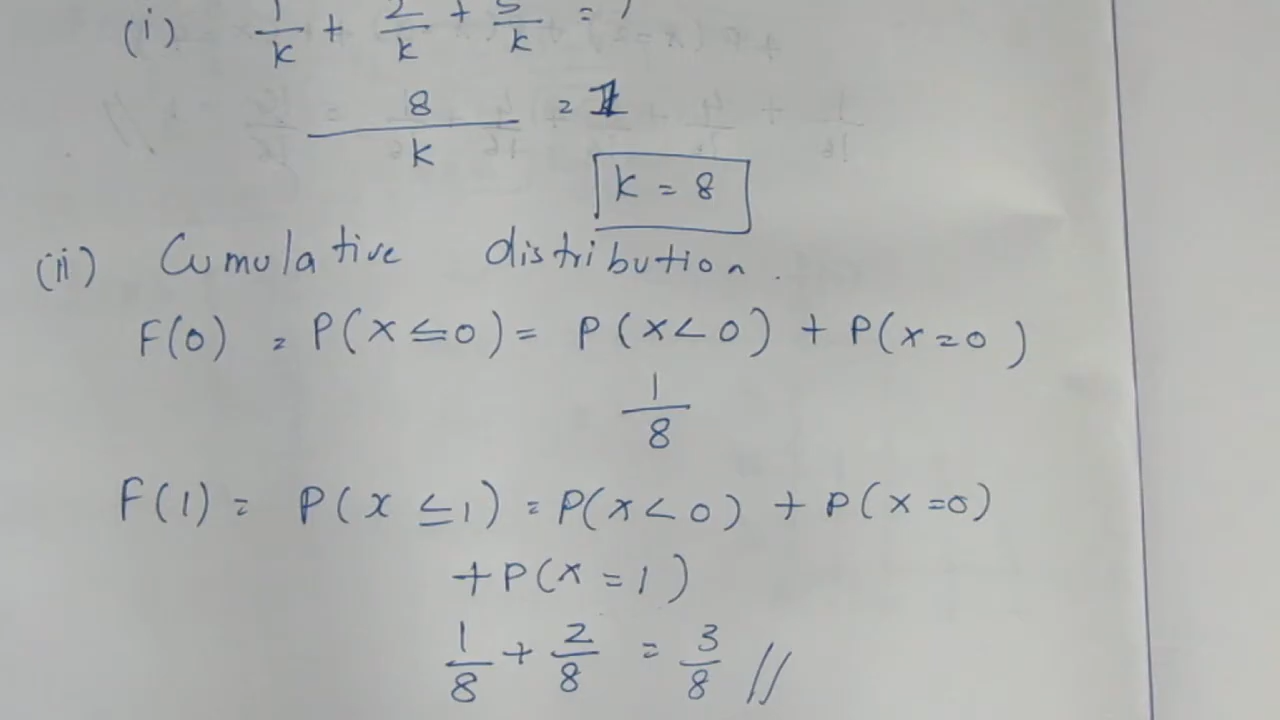 (i) 1/k + 2/k + 5/k = 1
8/k = 1
k = 8
(ii) Cumulative distribution.
F(0) = P(x ≤ 0) = P(x < 0) + P(x = 0)
1/8
F(1) = P(x ≤ 1) = P(x < 0) + P(x = 0)
+ P(x = 1)
1/8 + 2/8 = 3/8 //